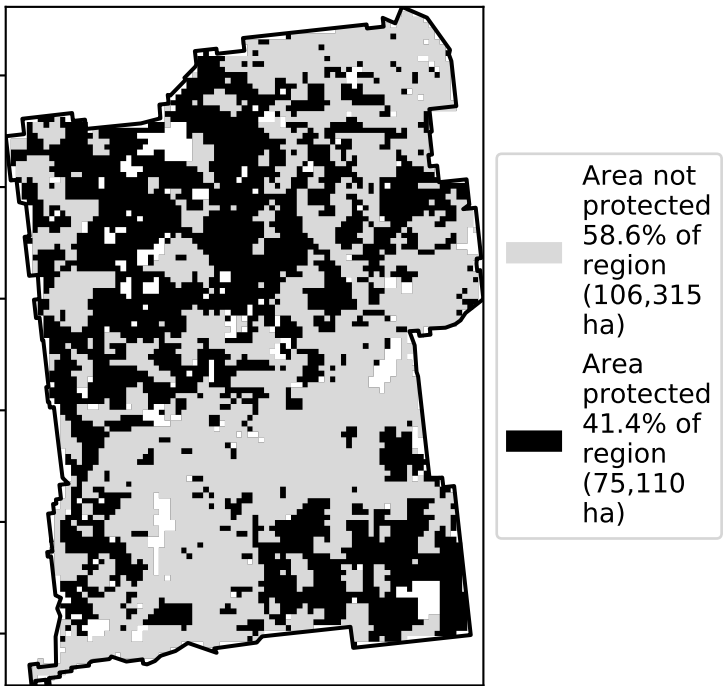 Area not
protected
58.6% of
region
(106,315
ha)
Area
protected
41.4% of
region
(75,110
ha)